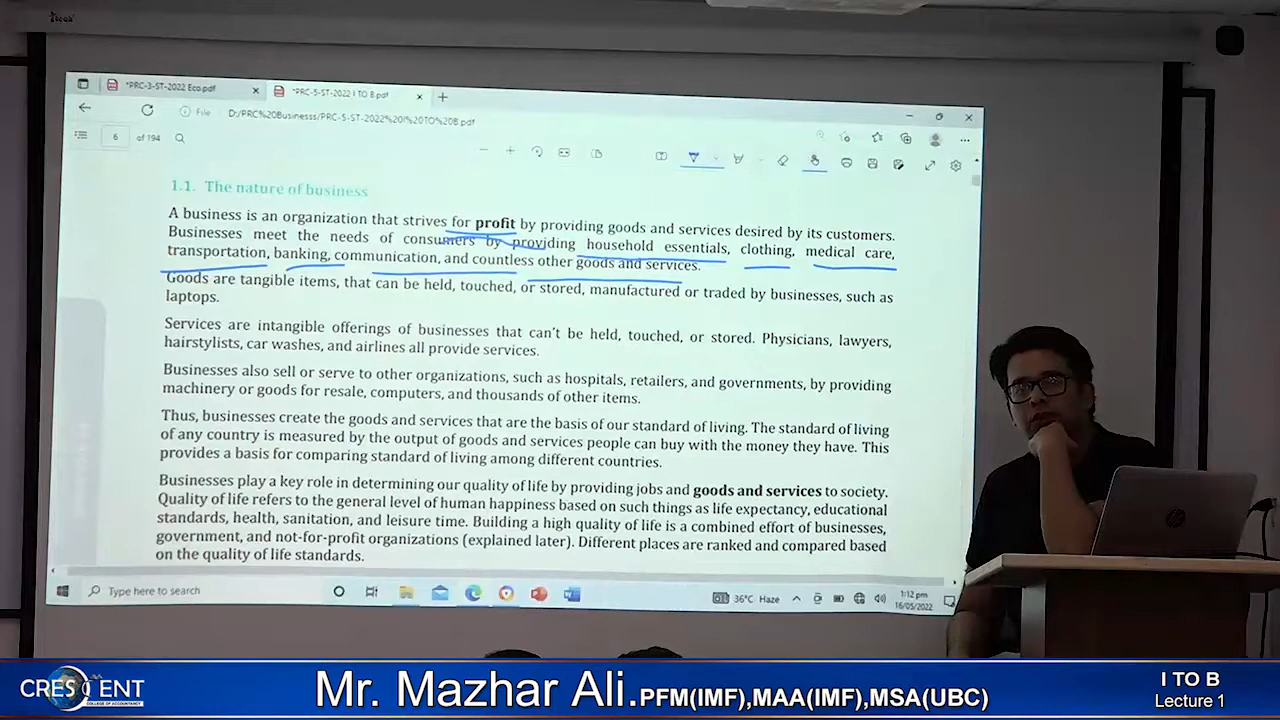 *PRC-3-ST-2022 Eco.pdf
*PRC-5-ST-2022 I TO B.pdf
File D:/PRC%20Businesss/PRC-5-ST-2022%20I%20TO%20B.pdf
6 of 194
1.1. The nature of business
A business is an organization that strives for profit by providing goods and services desired by its customers.
Businesses meet the needs of consumers by providing household essentials, clothing, medical care,
transportation, banking, communication, and countless other goods and services.
Goods are tangible items, that can be held, touched, or stored, manufactured or traded by businesses, such as
laptops.
Services are intangible offerings of businesses that can't be held, touched, or stored. Physicians, lawyers,
hairstylists, car washes, and airlines all provide services.
Businesses also sell or serve to other organizations, such as hospitals, retailers, and governments, by providing
machinery or goods for resale, computers, and thousands of other items.
Thus, businesses create the goods and services that are the basis of our standard of living. The standard of living
of any country is measured by the output of goods and services people can buy with the money they have. This
provides a basis for comparing standard of living among different countries.
Businesses play a key role in determining our quality of life by providing jobs and goods and services to society.
Quality of life refers to the general level of human happiness based on such things as life expectancy, educational
standards, health, sanitation, and leisure time. Building a high quality of life is a combined effort of businesses,
government, and not-for-profit organizations (explained later). Different places are ranked and compared based
on the quality of life standards.
Type here to search
36°C Haze
1:12 pm
16/05/2022
hp
CRESCENT
COLLEGE OF ACCOUNTANCY
Mr. Mazhar Ali.PFM(IMF),MAA(IMF),MSA(UBC)
I TO B
Lecture 1